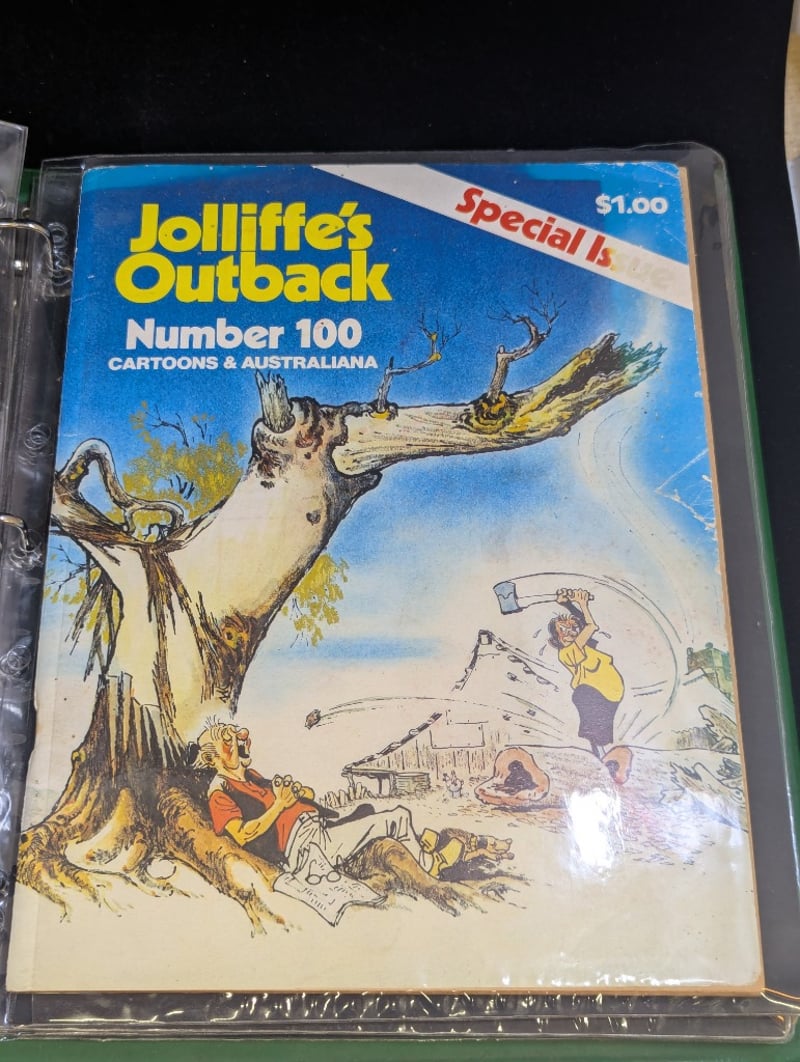 Jolliffe's
Outback
Number 100
CARTOONS & AUSTRALIANA
Special Issue
$1.00